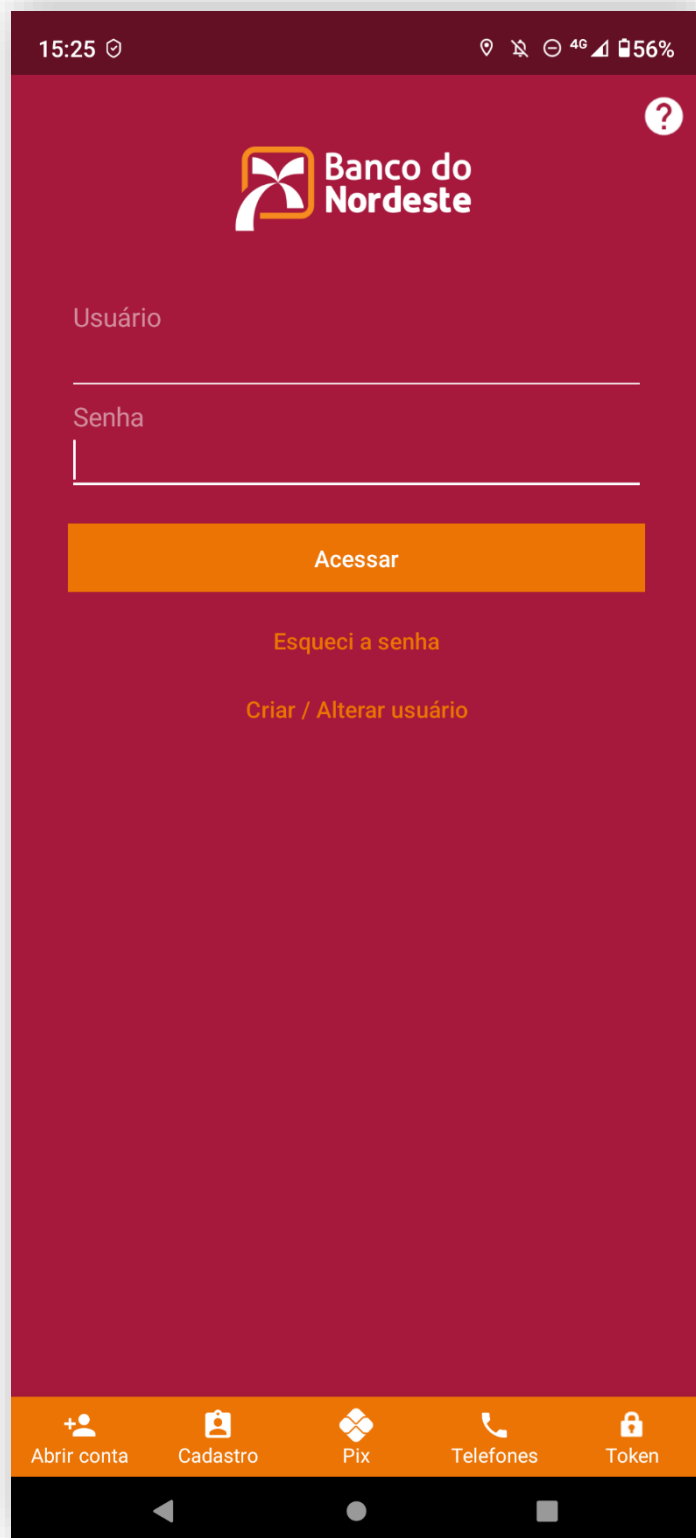 15:25 4G 56%
?
Banco do
Nordeste
Usuário
Senha
Acessar
Esqueci a senha
Criar / Alterar usuário
Abrir conta Cadastro Pix Telefones Token